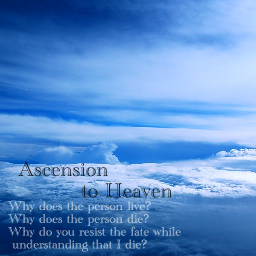 Ascension
to Heaven
Why does the person live?
Why does the person die?
Why do you resist the fate while
understanding that I die?